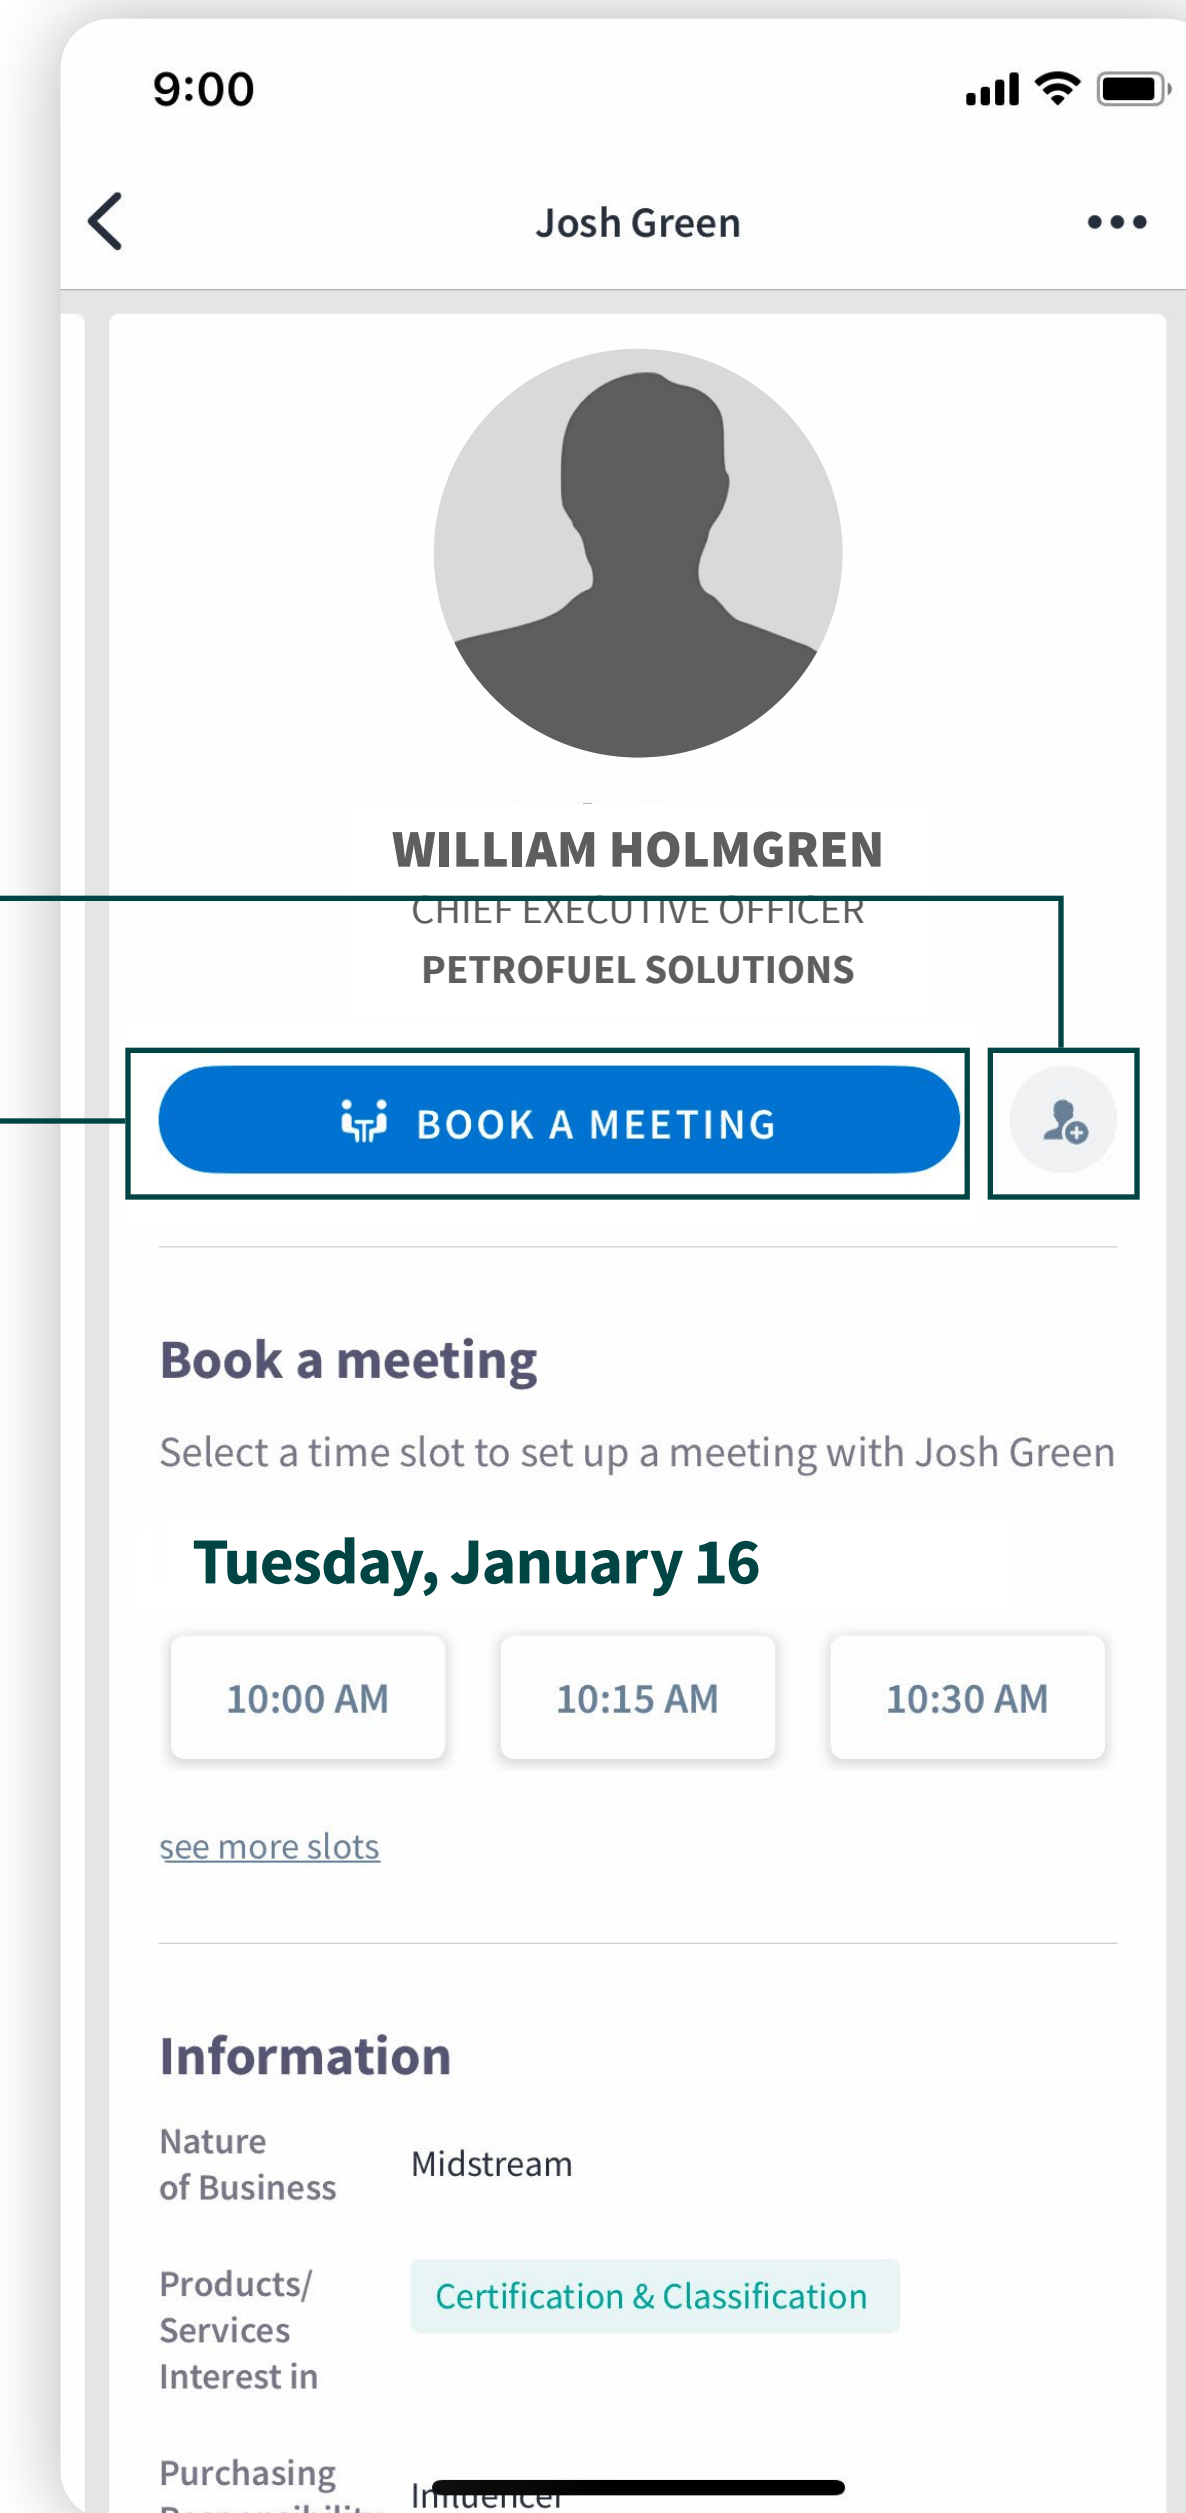 9:00
Josh Green
WILLIAM HOLMGREN
CHIEF EXECUTIVE OFFICER
PETROFUEL SOLUTIONS
BOOK A MEETING
Book a meeting
Select a time slot to set up a meeting with Josh Green
Tuesday, January 16
10:00 AM 10:15 AM 10:30 AM
see more slots
Information
Nature
of Business
Midstream
Products/
Services
Interest in
Certification & Classification
Purchasing
Influencer